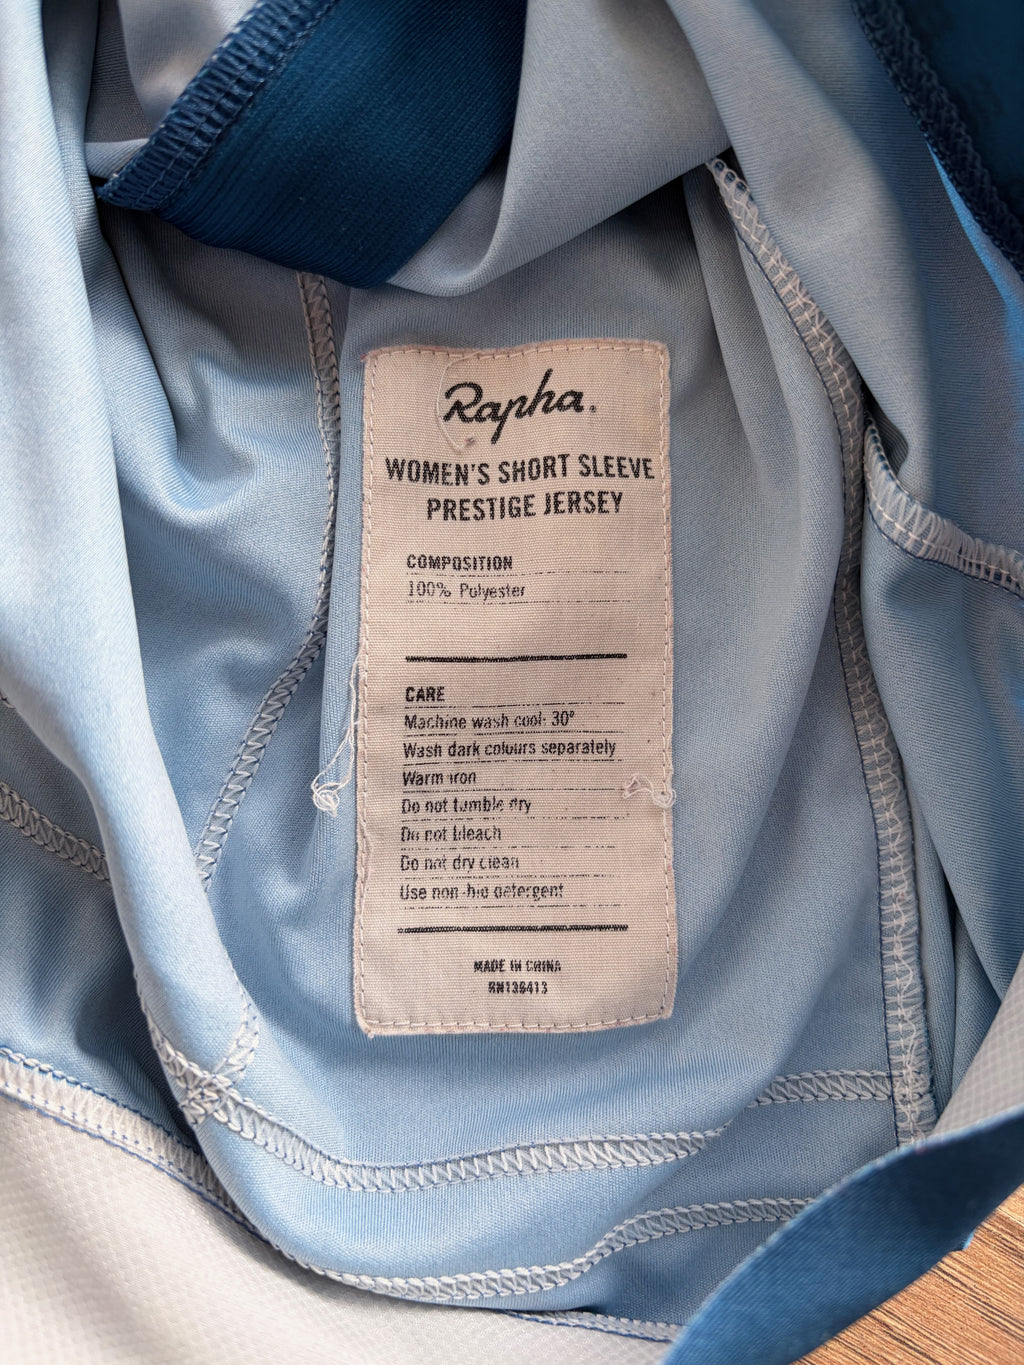 Rapha.
WOMEN'S SHORT SLEEVE
PRESTIGE JERSEY
COMPOSITION
100% Polyester
CARE
Machine wash cool· 30°
Wash dark colours separately
Warm iron
Do not tumble dry
Do not bleach
Do not dry clean
Use non-bio detergent
MADE IN CHINA